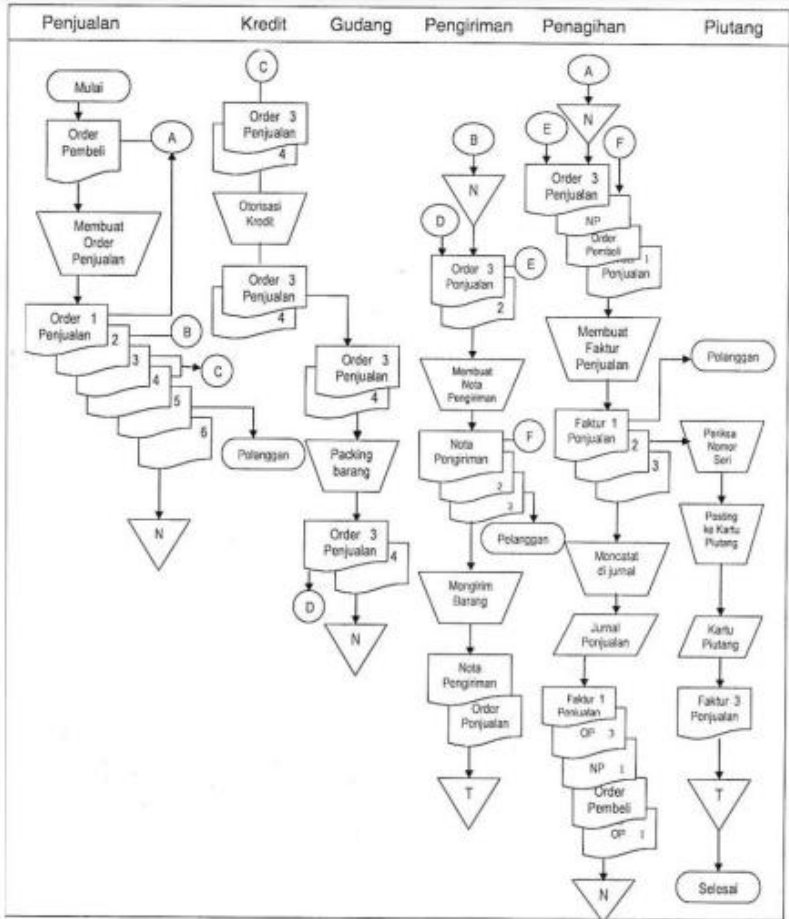 Penjualan
Kredit
Gudang
Pengiriman
Penagihan
Piutang
Mulai
Order
Pembeli
A
Membuat
Order
Penjualan
Order 1
Penjualan
2
3
4
5
6
B
C
Pelanggan
N
C
Order 3
Penjualan
4
Otorisasi
Kredit
Order 3
Penjualan
4
Order 3
Penjualan
4
Packing
barang
Order 3
Penjualan
4
D
N
B
N
D
Order 3
Penjualan
2
E
Membuat
Nota
Pengiriman
Nota
Pengiriman
2
3
F
Pelanggan
Mengirim
Barang
Nota
Pengiriman
Order
Penjualan
T
A
N
E
F
Order 3
Penjualan
NP
Order
Pembeli
1
Penjualan
Membuat
Faktur
Penjualan
Pelanggan
Faktur 1
Penjualan
2
3
Mencatat
di jurnal
Jurnal
Penjualan
Faktur 1
Penjualan
OP 3
NP 1
Order
Pembeli
OP 1
N
Periksa
Nomor
Seri
Posting
ke Kartu
Piutang
Kartu
Piutang
Faktur 3
Penjualan
T
Selesai